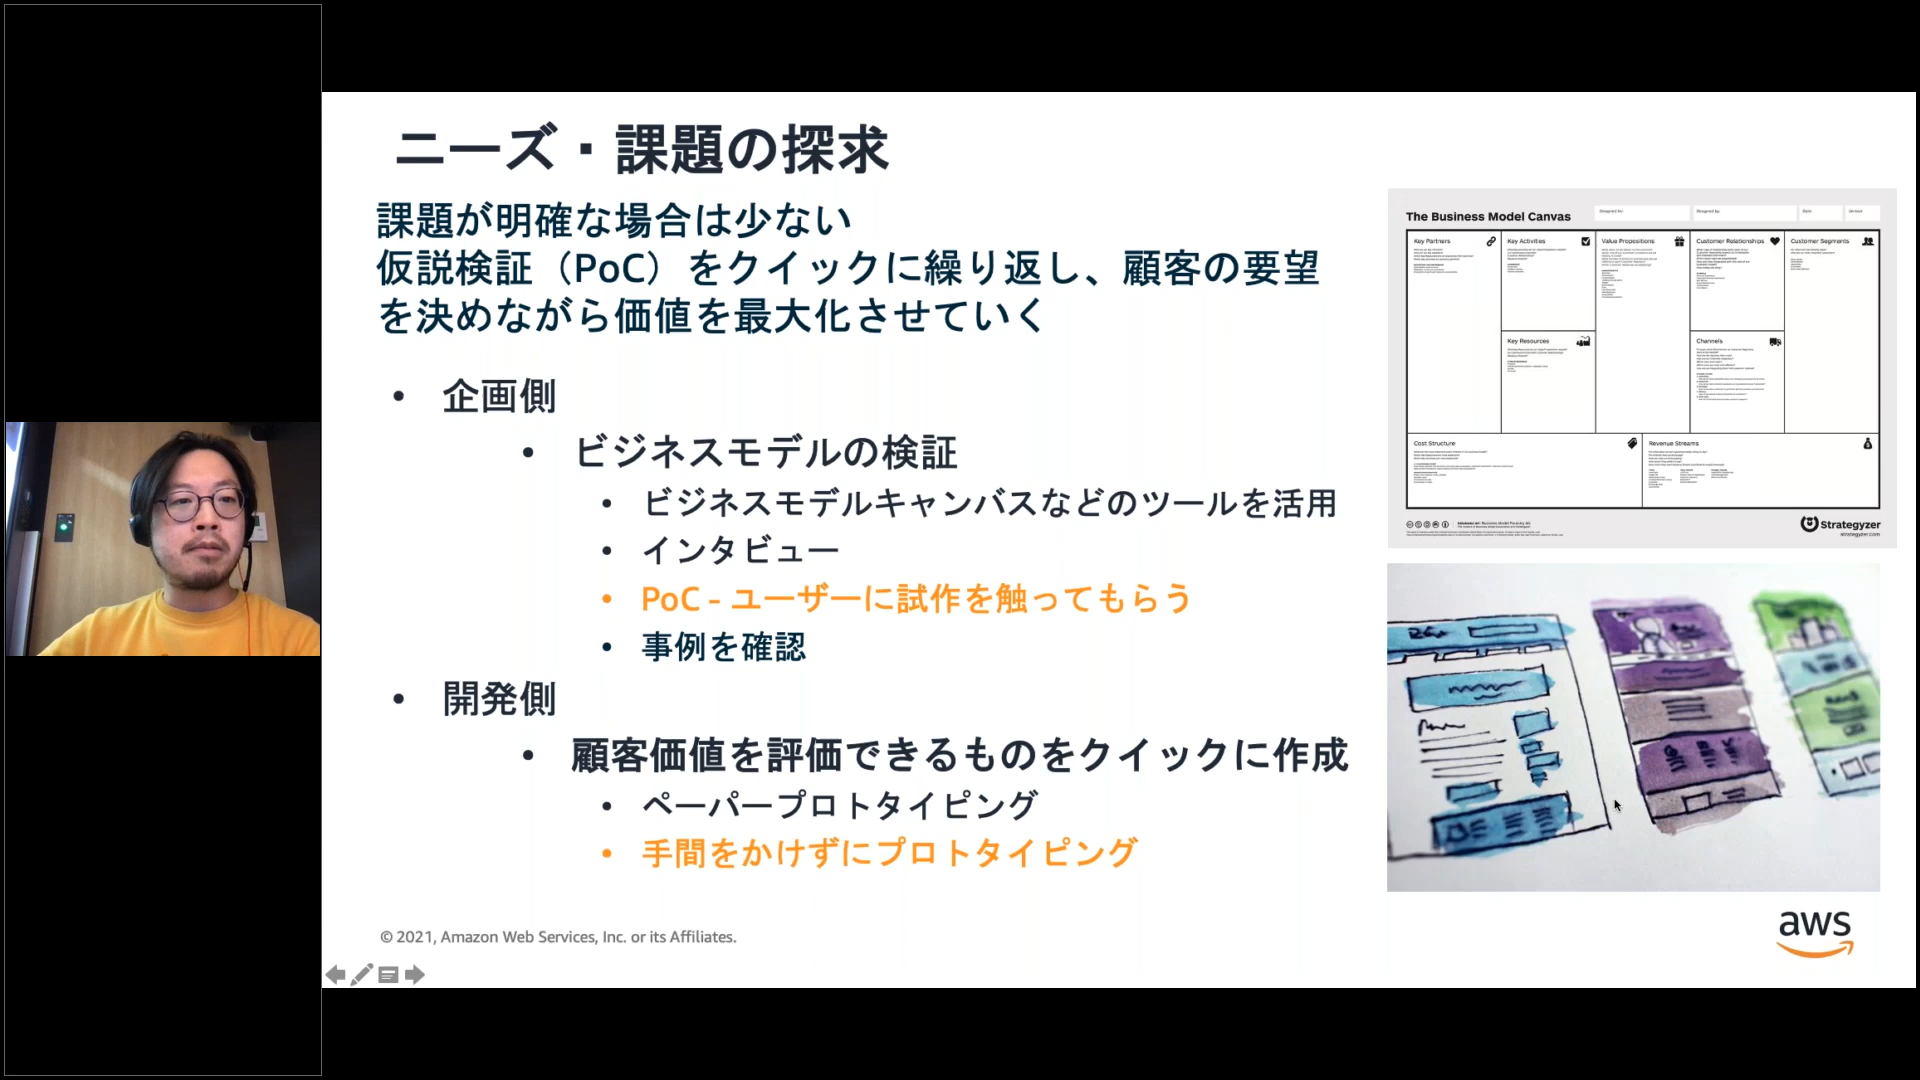 ニーズ・課題の探求
課題が明確な場合は少ない
仮説検証（PoC）をクイックに繰り返し、顧客の要望
を決めながら価値を最大化させていく
• 企画側
• ビジネスモデルの検証
• ビジネスモデルキャンバスなどのツールを活用
• インタビュー
• PoC - ユーザーに試作を触ってもらう
• 事例を確認
• 開発側
• 顧客価値を評価できるものをクイックに作成
• ペーパープロトタイピング
• 手間をかけずにプロトタイピング
The Business Model Canvas
Key Partners
Key Activities
Value Propositions
Customer Relationships
Customer Segments
Key Resources
Channels
Cost Structure
Revenue Streams
Strategyzer
strategyzer.com
© 2021, Amazon Web Services, Inc. or its Affiliates.
aws